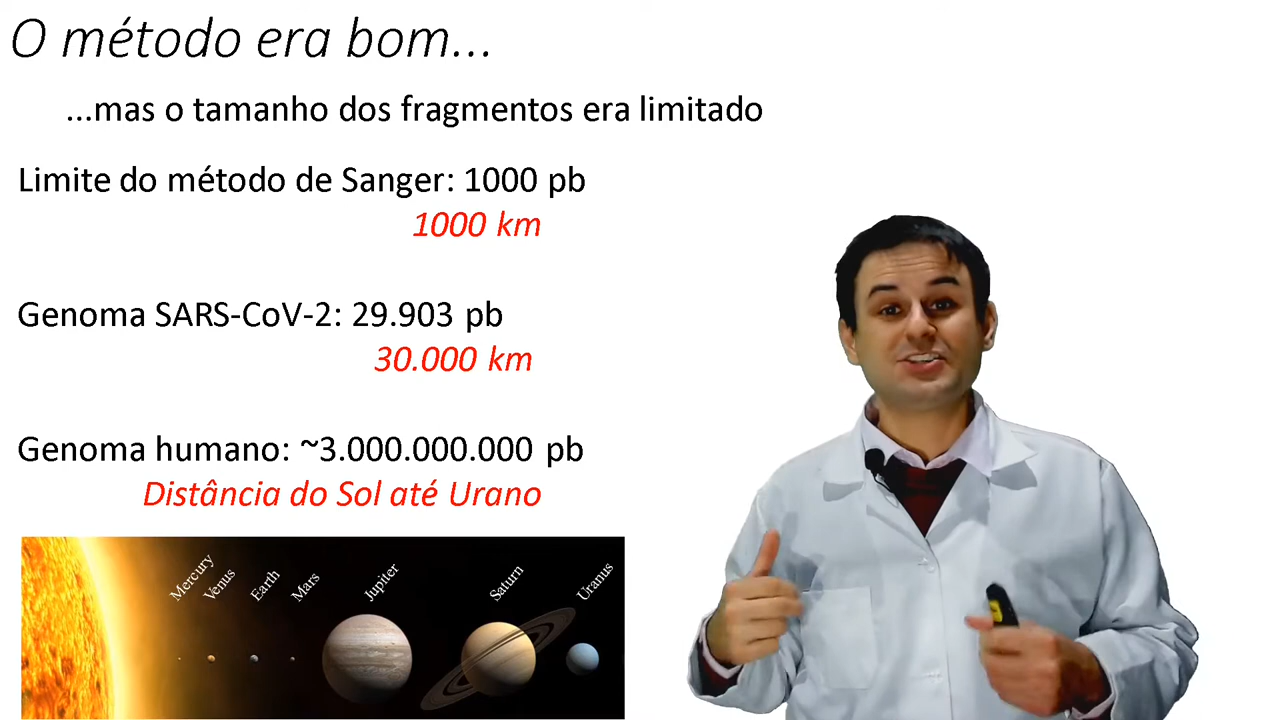 O método era bom...
...mas o tamanho dos fragmentos era limitado
Limite do método de Sanger: 1000 pb
1000 km
Genoma SARS-CoV-2: 29.903 pb
30.000 km
Genoma humano: ~3.000.000.000 pb
Distância do Sol até Urano
Mercury
Venus
Earth
Mars
Jupiter
Saturn
Uranus